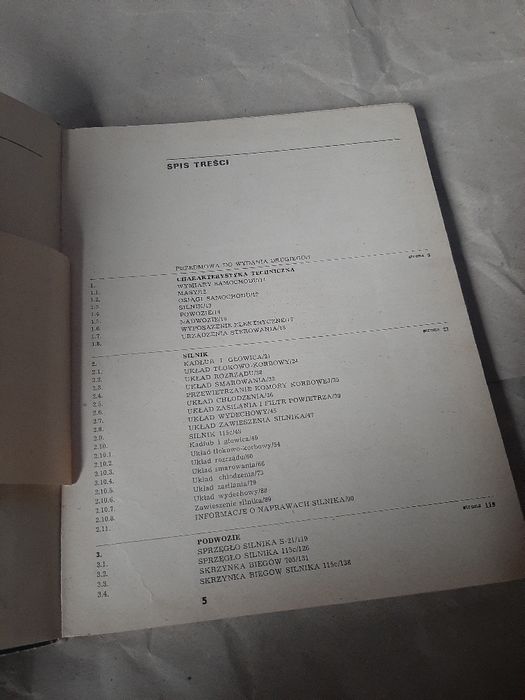 SPIS TREŚCI
PRZEDMOWA DO WYDANIA DRUGIEGO/7
1. CHARAKTERYSTYKA TECHNICZNA strona 9
1.1. WYMIARY SAMOCHODU/11
1.2. MASY/12
1.3. OSIĄGI SAMOCHODU/12
1.4. SILNIK/13
1.5. PODWOZIE/14
1.6. NADWOZIE/16
1.7. WYPOSAŻENIE ELEKTRYCZNE/17
1.8. URZĄDZENIA STEROWANIA/18
2. SILNIK strona 21
2.1. KADŁUB I GŁOWICA/21
2.2. UKŁAD TŁOKOWO-KORBOWY/24
2.3. UKŁAD ROZRZĄDU/28
2.4. UKŁAD SMAROWANIA/32
2.5. PRZEWIETRZANIE KOMORY KORBOWEJ/35
2.6. UKŁAD CHŁODZENIA/36
2.7. UKŁAD ZASILANIA I FILTR POWIETRZA/39
2.8. UKŁAD WYDECHOWY/45
2.9. UKŁAD ZAWIESZENIA SILNIKA/47
2.10. SILNIK 115c/49
2.10.1 Kadłub i głowica/49
2.10.2. Układ tłokowo-korbowy/54
2.10.3. Układ rozrządu/60
2.10.4. Układ smarowania/66
2.10.5. Układ chłodzenia/73
2.10.6. Układ zasilania/78
2.10.7. Układ wydechowy/88
2.10.8. Zawieszenie silnika/89
2.11. INFORMACJE O NAPRAWACH SILNIKA/90
3. PODWOZIE strona 119
3.1. SPRZĘGŁO SILNIKA S-21/119
3.2. SPRZĘGŁO SILNIKA 115c/126
3.3. SKRZYNKA BIEGÓW 705/131
3.4. SKRZYNKA BIEGÓW SILNIKA 115c/138
5